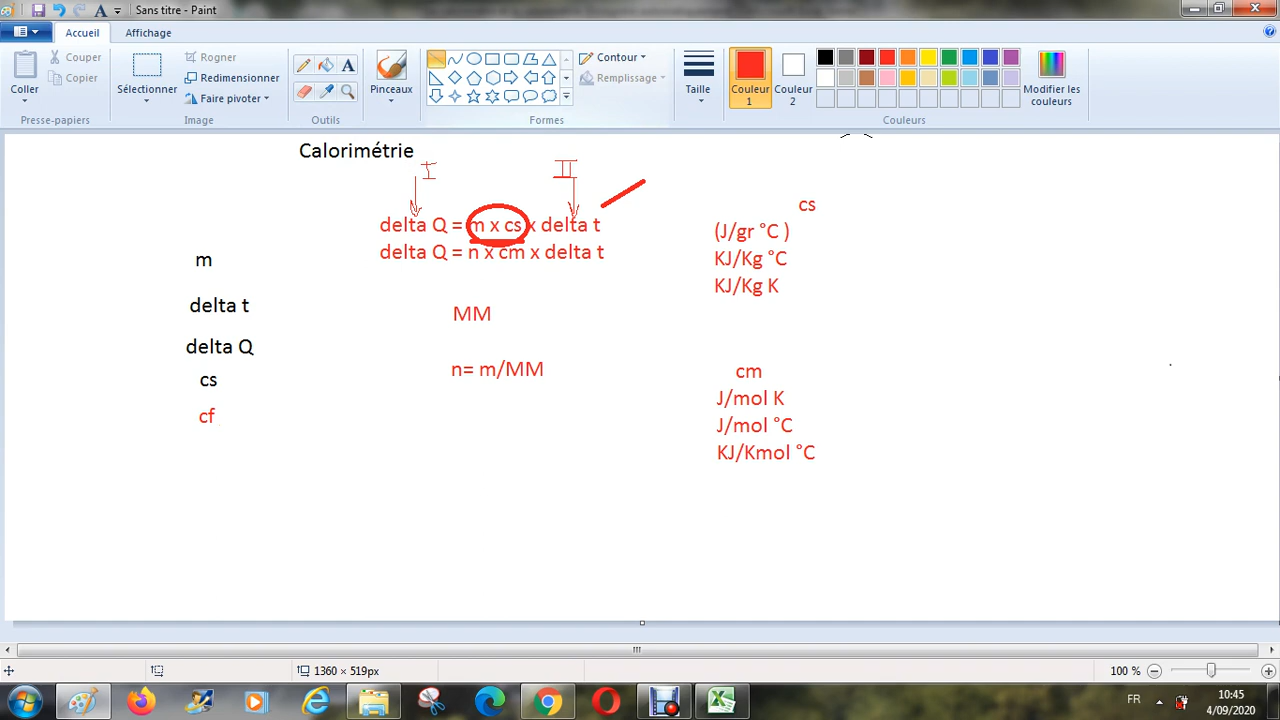 Sans titre - Paint
Accueil
Affichage
Coller
Couper
Copier
Presse-papiers
Sélectionner
Rogner
Redimensionner
Faire pivoter
Image
A
Outils
Pinceaux
Contour
Remplissage
Formes
Taille
Couleur 1
Couleur 2
Modifier les couleurs
Couleurs
Calorimétrie
I
II
delta Q = m x cs x delta t
delta Q = n x cm x delta t
cs
(J/gr °C )
KJ/Kg °C
KJ/Kg K
m
delta t
delta Q
cs
cf
MM
n= m/MM
cm
J/mol K
J/mol °C
KJ/Kmol °C
1360 × 519px
100 %
FR
10:45
4/09/2020